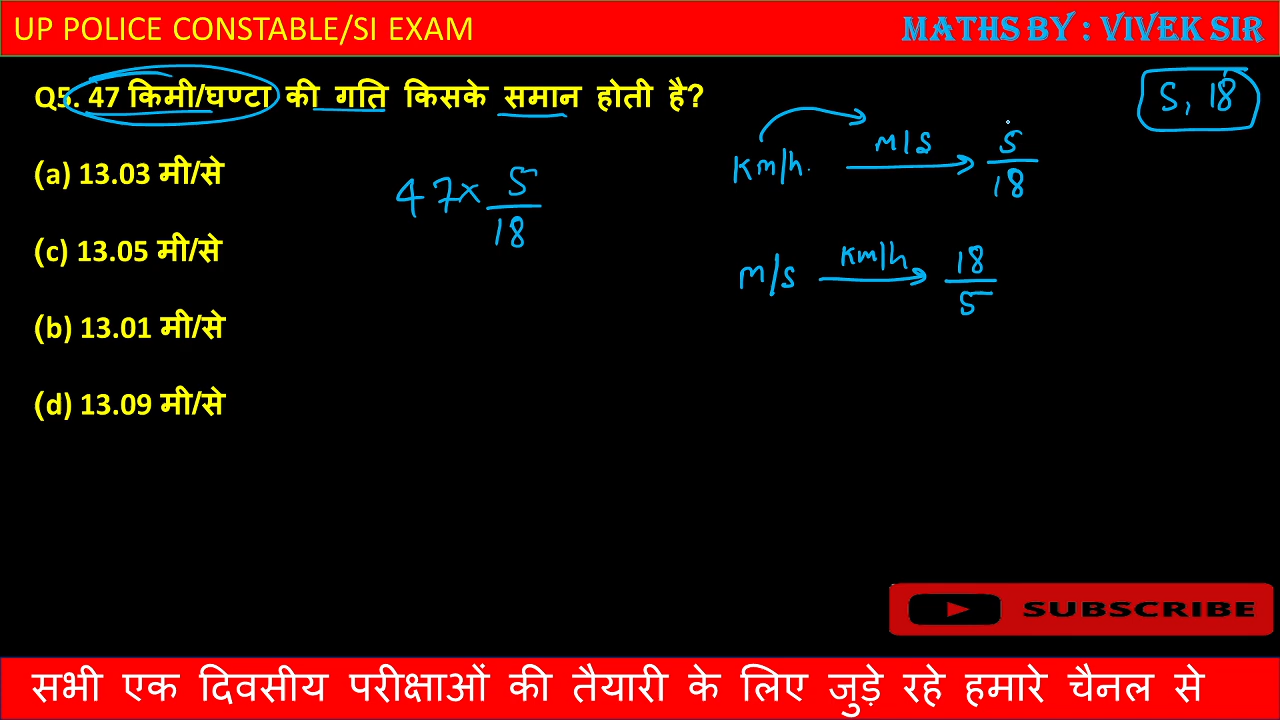 UP POLICE CONSTABLE/SI EXAM
MATHS BY : VIVEK SIR
Q5. 47 किमी/घण्टा की गति किसके समान होती है?
5, 18
(a) 13.03 मी/से
(c) 13.05 मी/से
(b) 13.01 मी/से
(d) 13.09 मी/से
47× 5/18
Km/h. M/S 5/18
M/S Km/h 18/5
SUBSCRIBE
सभी एक दिवसीय परीक्षाओं की तैयारी के लिए जुड़े रहे हमारे चैनल से